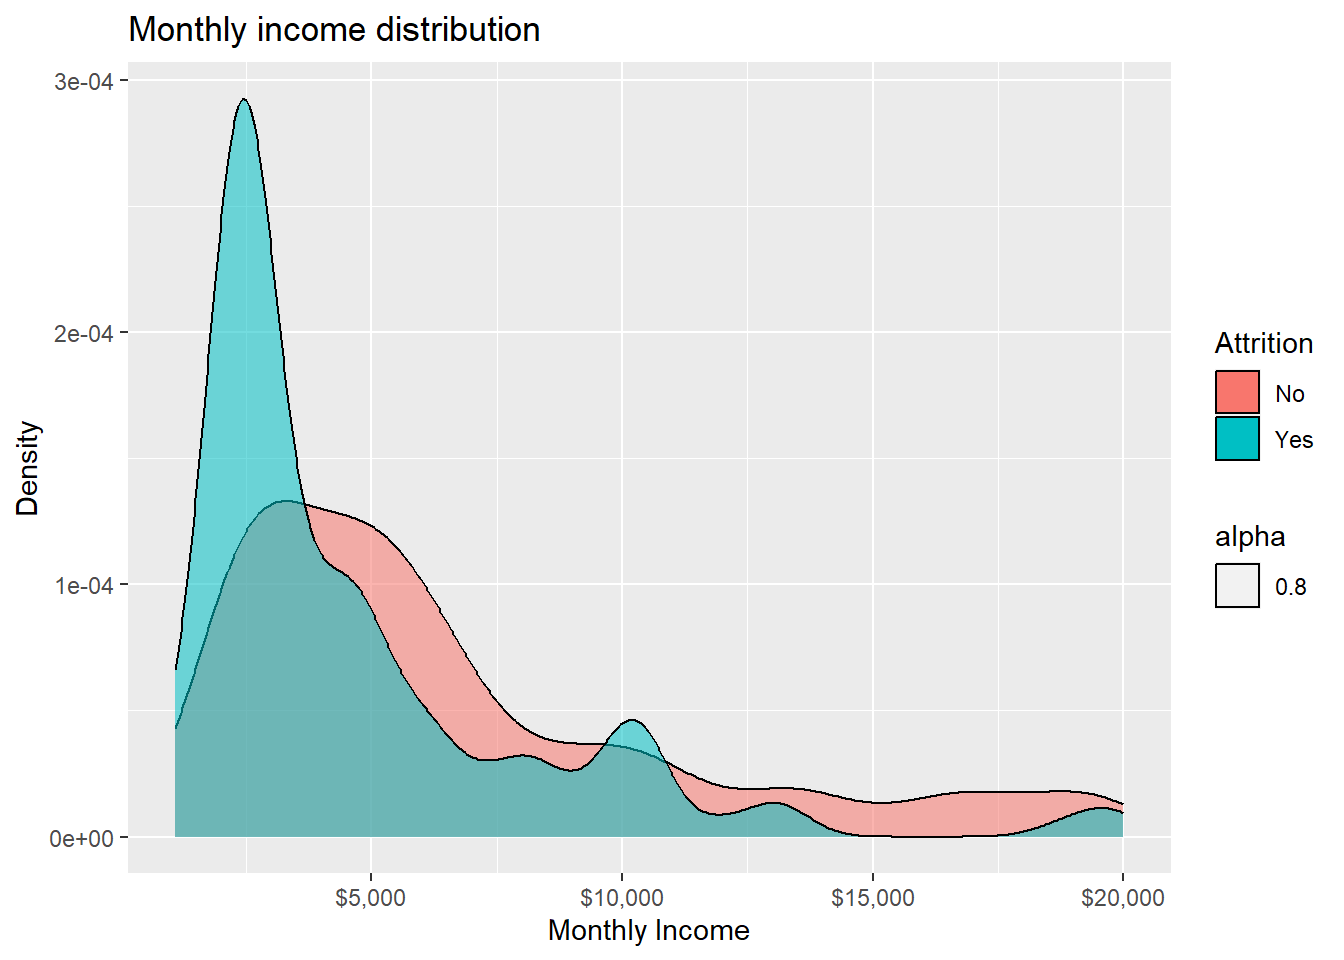 Monthly income distribution
3e-04
2e-04
1e-04
0e+00
Density
$5,000
$10,000
$15,000
$20,000
Monthly Income
Attrition
No
Yes
alpha
0.8